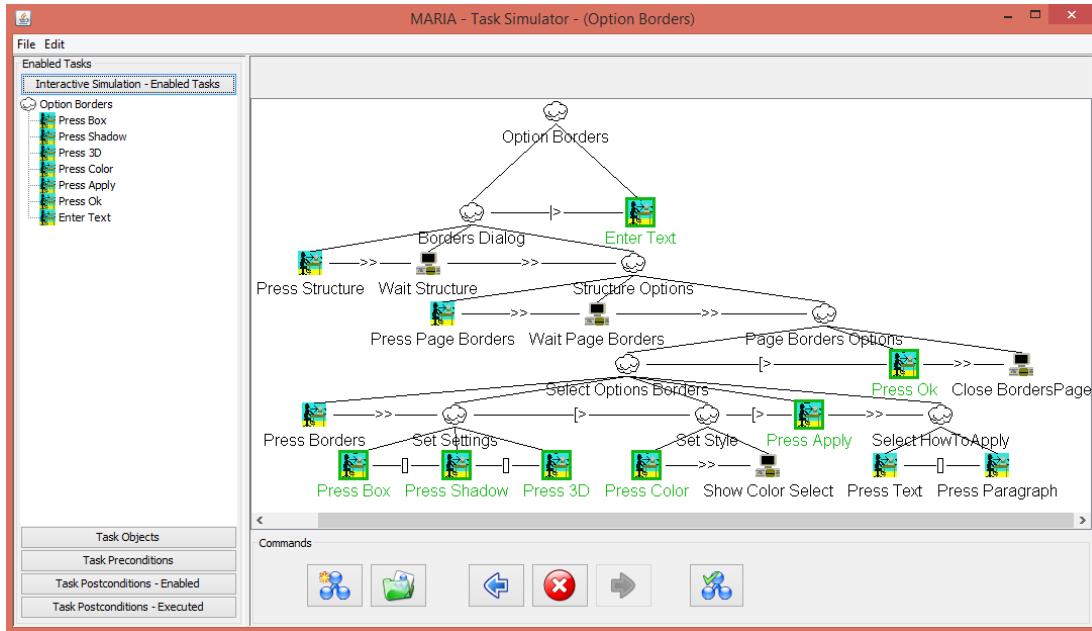 MARIA - Task Simulator - (Option Borders)
File Edit
Enabled Tasks
Interactive Simulation - Enabled Tasks
Option Borders
Press Box
Press Shadow
Press 3D
Press Color
Press Apply
Press Ok
Enter Text
Task Objects
Task Preconditions
Task Postconditions - Enabled
Task Postconditions - Executed
Option Borders
|>
Borders Dialog Enter Text
>> >>
Press Structure Wait Structure Structure Options
>> >>
Press Page Borders Wait Page Borders Page Borders Options
[> >>
Select Options Borders Press Ok Close BordersPage
>> [> [> >>
Press Borders Set Settings Set Style Press Apply Select HowToApply
[] [] >> []
Press Box Press Shadow Press 3D Press Color Show Color Select Press Text Press Paragraph
Commands